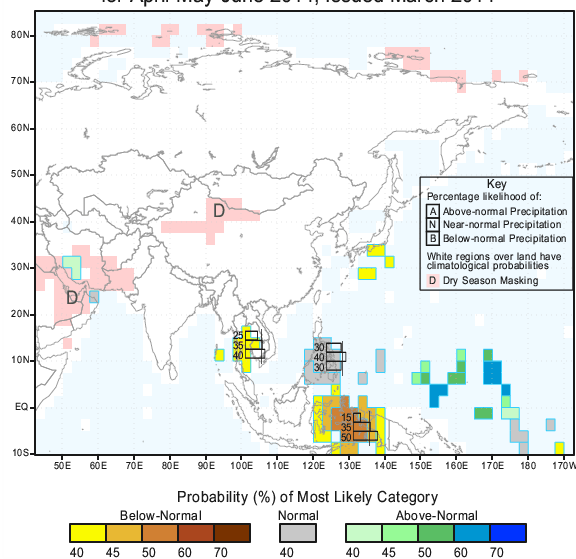 for April-May-June 2011, Issued March 2011
80N
70N
60N
50N
40N
30N
20N
10N
EQ
10S
50E 60E 70E 80E 90E 100E 110E 120E 130E 140E 150E 160E 170E 180 170W
D
D
25
35
40
30
40
30
15
35
50
Key
Percentage likelihood of:
A Above-normal Precipitation
N Near-normal Precipitation
B Below-normal Precipitation
White regions over land have
climatological probabilities
D Dry Season Masking
Probability (%) of Most Likely Category
Below-Normal Normal Above-Normal
40 45 50 60 70 40 40 45 50 60 70